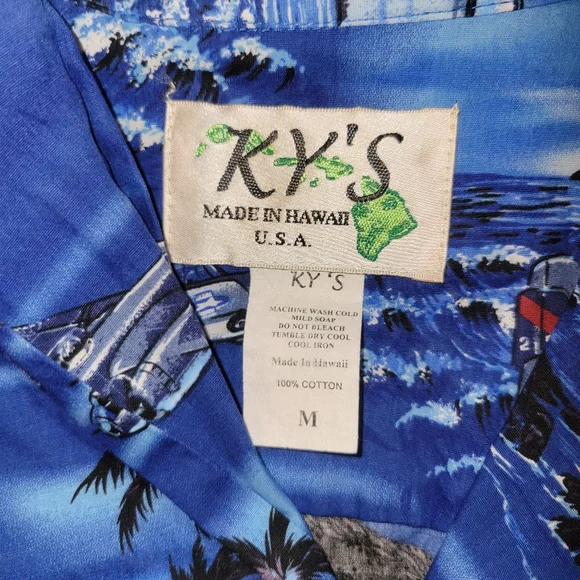 KY'S
MADE IN HAWAII
U.S.A.
KY'S
MACHINE WASH COLD
MILD SOAP
DO NOT BLEACH
TUMBLE DRY COOL
COOL IRON
Made In Hawaii
100% COTTON
M
21